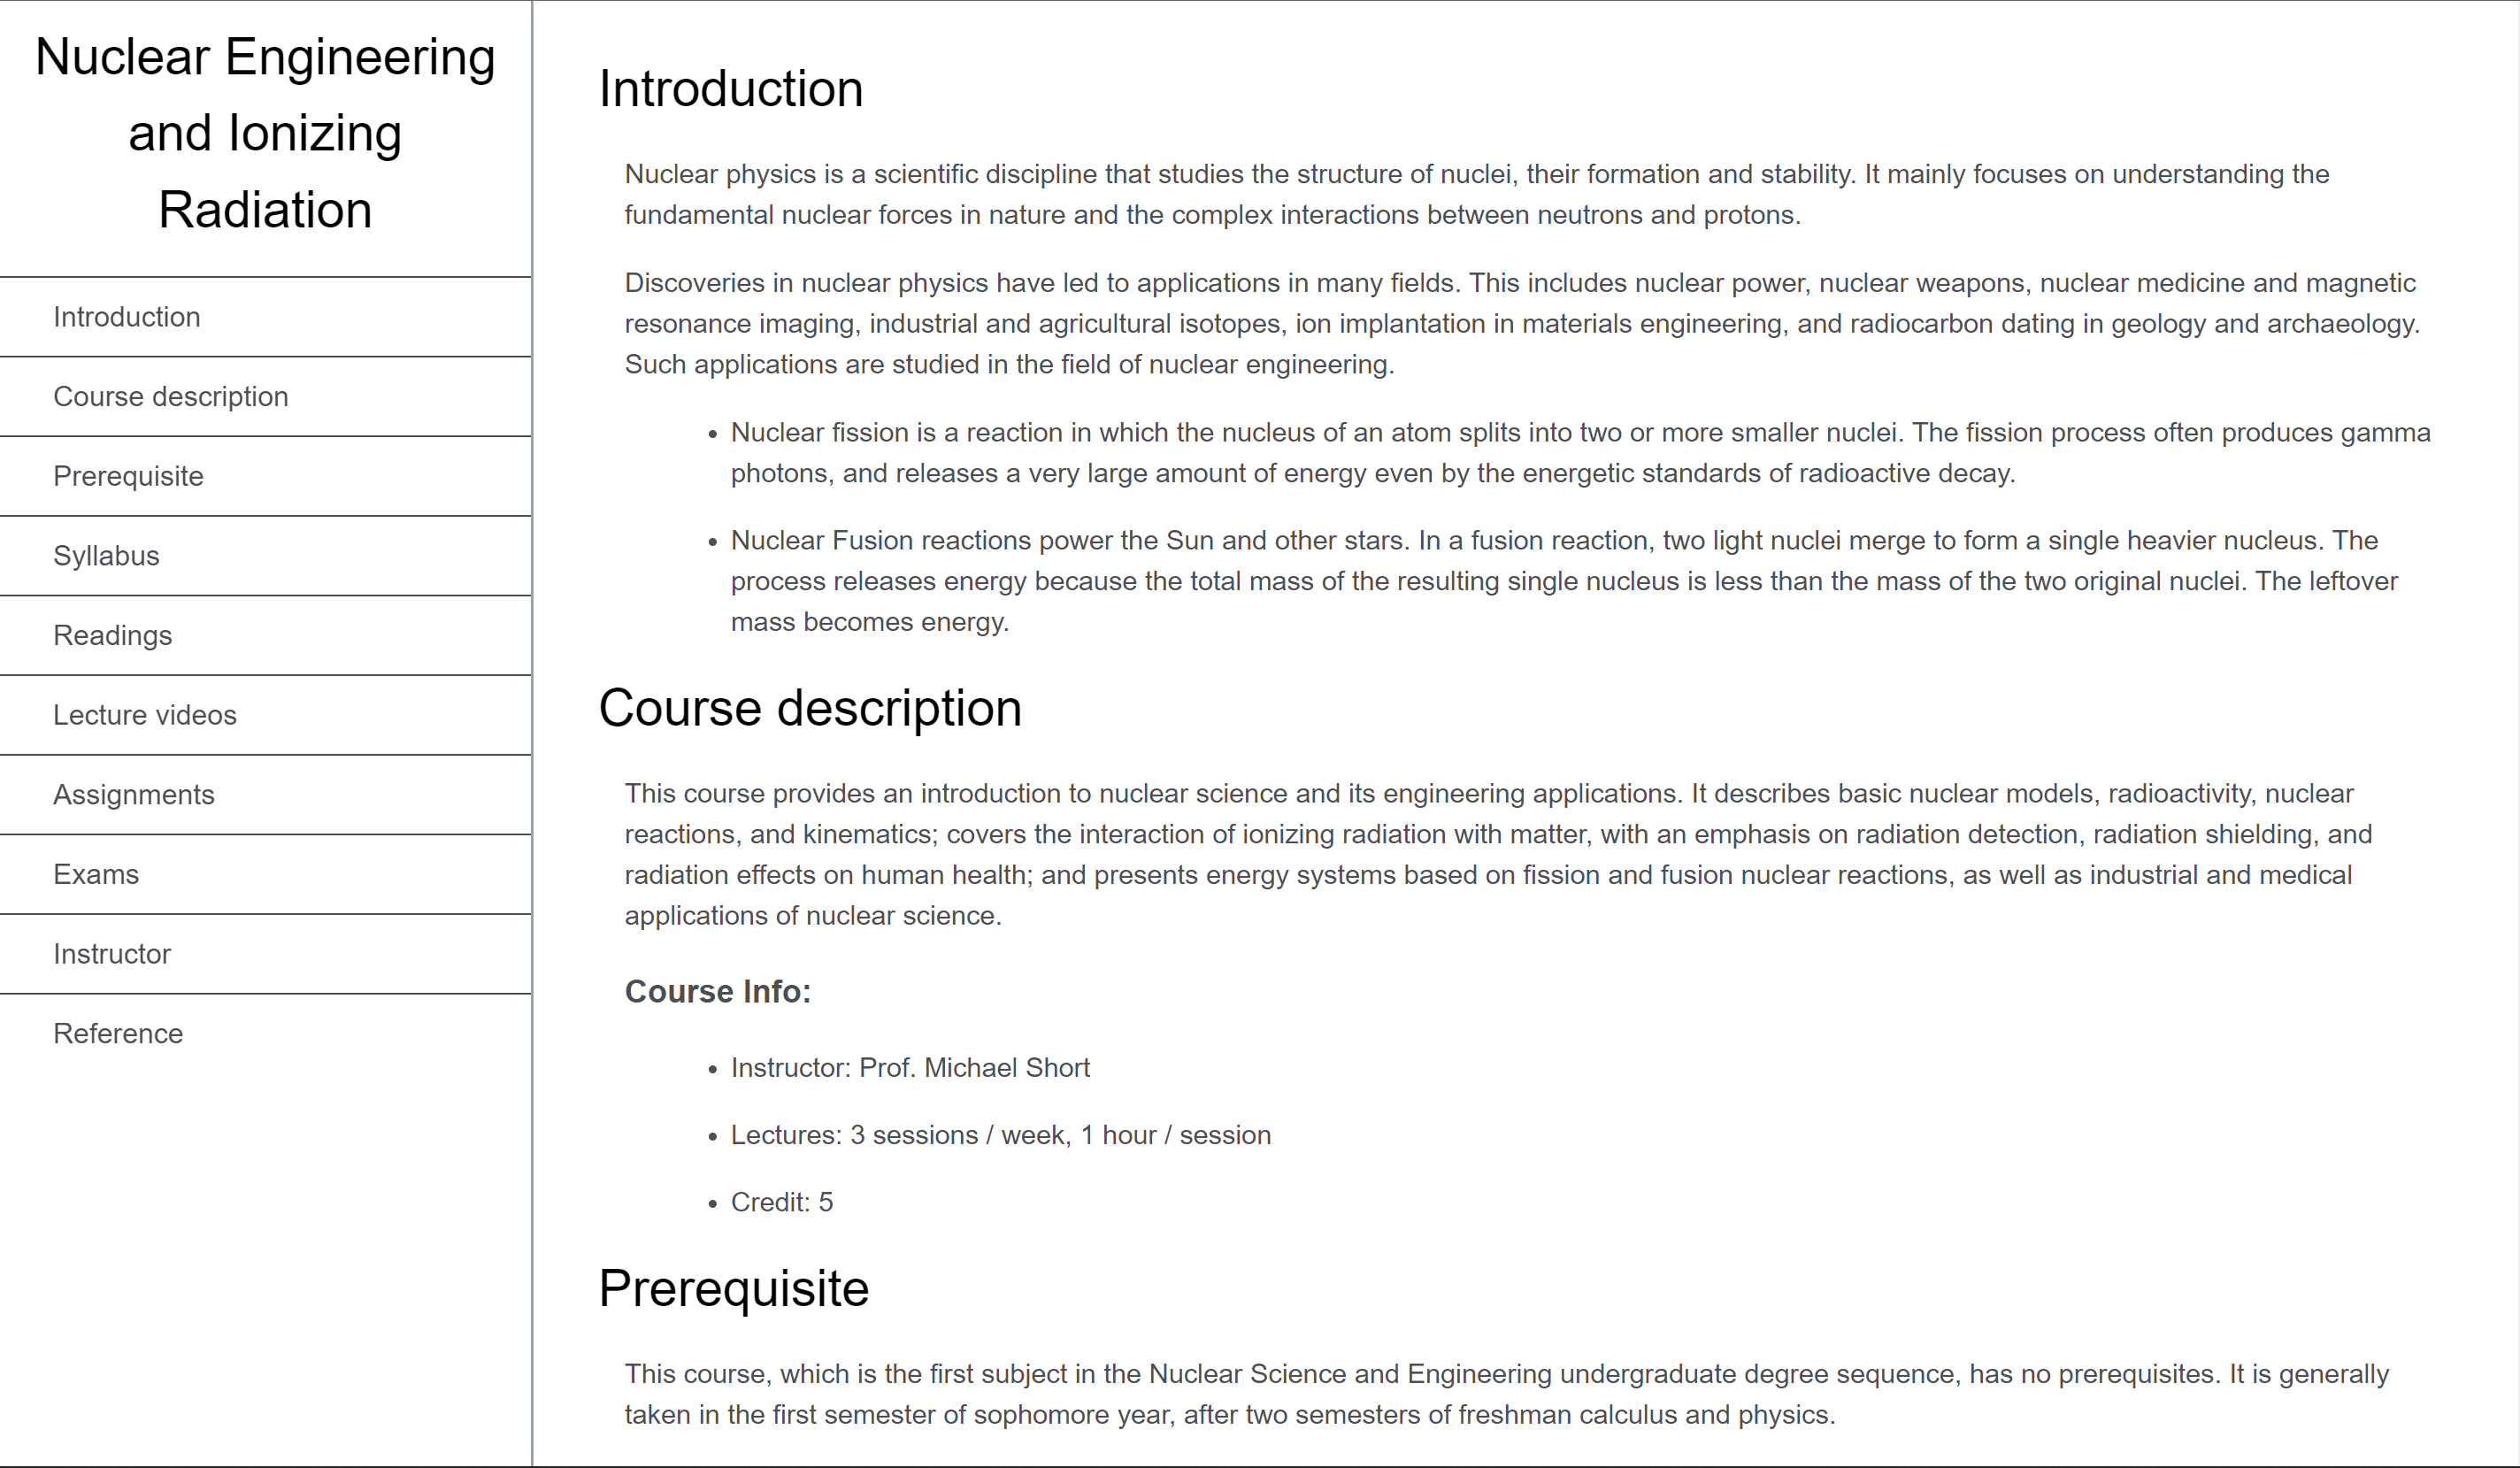 Nuclear Engineering
and Ionizing
Radiation
Introduction
Course description
Prerequisite
Syllabus
Readings
Lecture videos
Assignments
Exams
Instructor
Reference
Introduction
Nuclear physics is a scientific discipline that studies the structure of nuclei, their formation and stability. It mainly focuses on understanding the
fundamental nuclear forces in nature and the complex interactions between neutrons and protons.
Discoveries in nuclear physics have led to applications in many fields. This includes nuclear power, nuclear weapons, nuclear medicine and magnetic
resonance imaging, industrial and agricultural isotopes, ion implantation in materials engineering, and radiocarbon dating in geology and archaeology.
Such applications are studied in the field of nuclear engineering.
• Nuclear fission is a reaction in which the nucleus of an atom splits into two or more smaller nuclei. The fission process often produces gamma
photons, and releases a very large amount of energy even by the energetic standards of radioactive decay.
• Nuclear Fusion reactions power the Sun and other stars. In a fusion reaction, two light nuclei merge to form a single heavier nucleus. The
process releases energy because the total mass of the resulting single nucleus is less than the mass of the two original nuclei. The leftover
mass becomes energy.
Course description
This course provides an introduction to nuclear science and its engineering applications. It describes basic nuclear models, radioactivity, nuclear
reactions, and kinematics; covers the interaction of ionizing radiation with matter, with an emphasis on radiation detection, radiation shielding, and
radiation effects on human health; and presents energy systems based on fission and fusion nuclear reactions, as well as industrial and medical
applications of nuclear science.
Course Info:
• Instructor: Prof. Michael Short
• Lectures: 3 sessions / week, 1 hour / session
• Credit: 5
Prerequisite
This course, which is the first subject in the Nuclear Science and Engineering undergraduate degree sequence, has no prerequisites. It is generally
taken in the first semester of sophomore year, after two semesters of freshman calculus and physics.